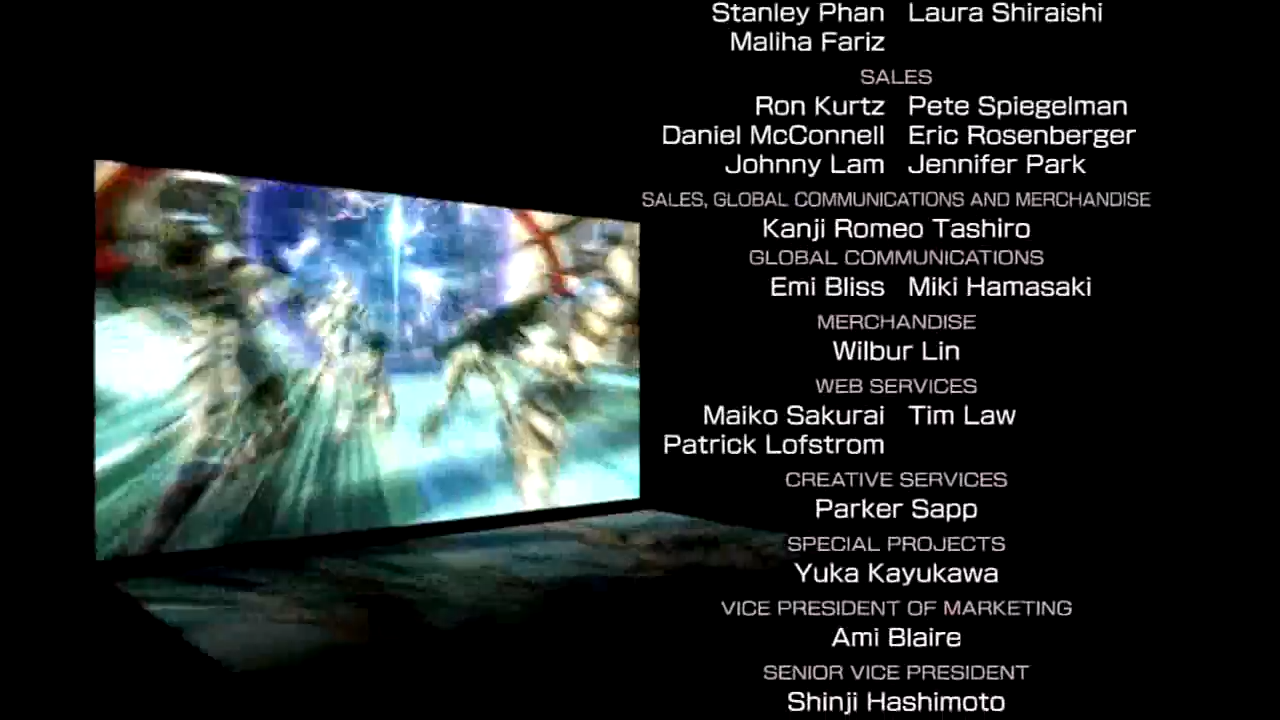 Stanley Phan Laura Shiraishi
Maliha Fariz
SALES
Ron Kurtz Pete Spiegelman
Daniel McConnell Eric Rosenberger
Johnny Lam Jennifer Park
SALES, GLOBAL COMMUNICATIONS AND MERCHANDISE
Kanji Romeo Tashiro
GLOBAL COMMUNICATIONS
Emi Bliss Miki Hamasaki
MERCHANDISE
Wilbur Lin
WEB SERVICES
Maiko Sakurai Tim Law
Patrick Lofstrom
CREATIVE SERVICES
Parker Sapp
SPECIAL PROJECTS
Yuka Kayukawa
VICE PRESIDENT OF MARKETING
Ami Blaire
SENIOR VICE PRESIDENT
Shinji Hashimoto